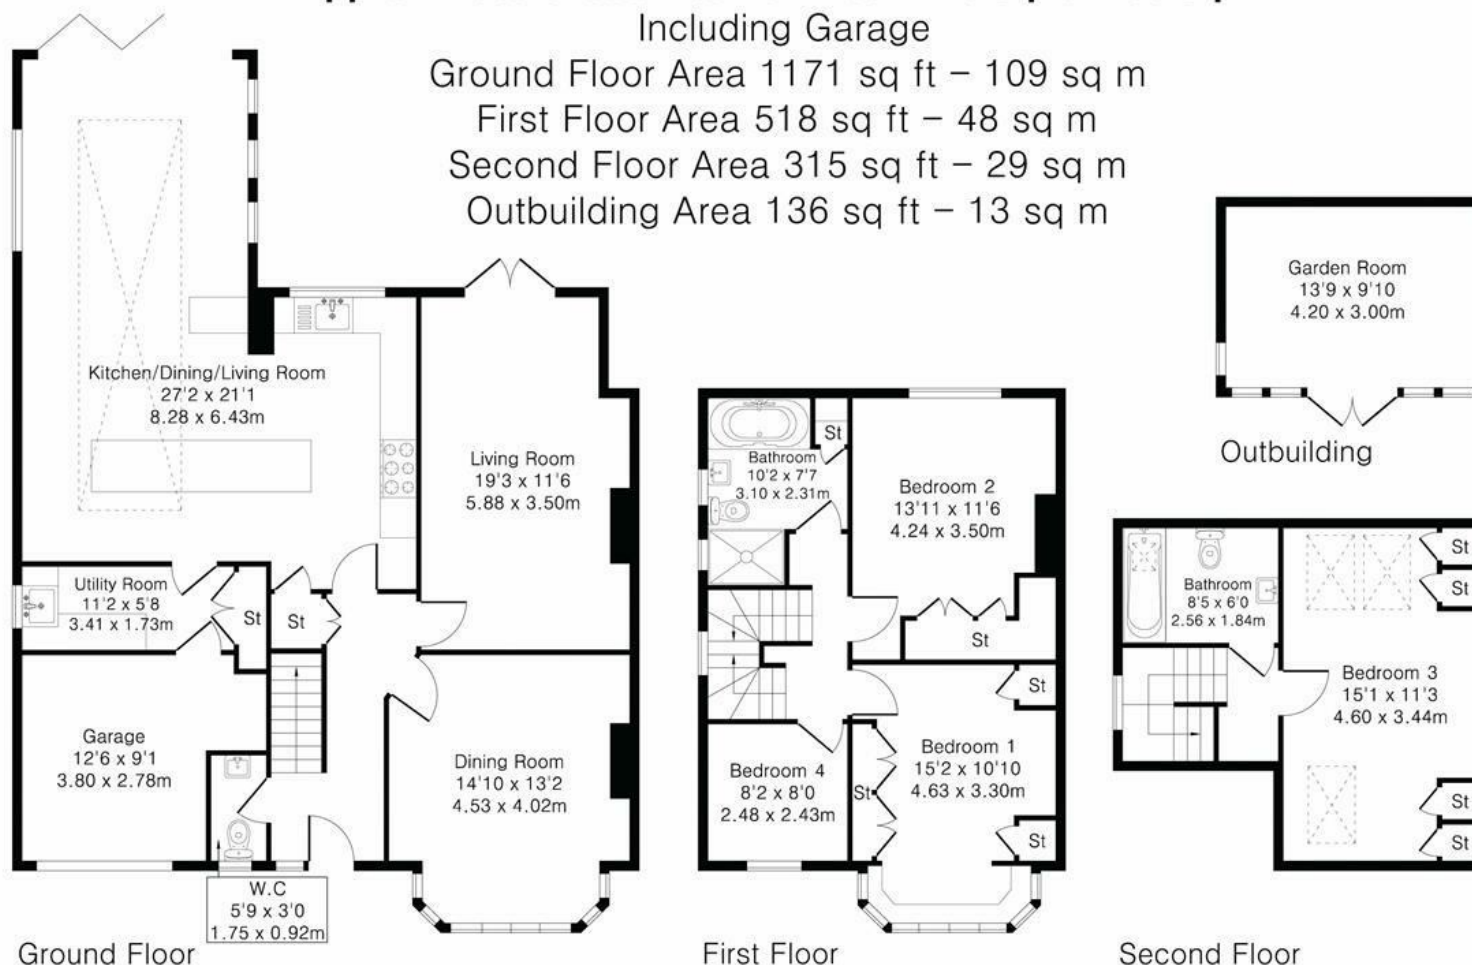 Including Garage
Ground Floor Area 1171 sq ft – 109 sq m
First Floor Area 518 sq ft – 48 sq m
Second Floor Area 315 sq ft – 29 sq m
Outbuilding Area 136 sq ft – 13 sq m
Kitchen/Dining/Living Room
27'2 x 21'1
8.28 x 6.43m
Living Room
19'3 x 11'6
5.88 x 3.50m
Utility Room
11'2 x 5'8
3.41 x 1.73m
St
St
Garage
12'6 x 9'1
3.80 x 2.78m
Dining Room
14'10 x 13'2
4.53 x 4.02m
W.C
5'9 x 3'0
1.75 x 0.92m
Ground Floor
St
Bathroom
10'2 x 7'7
3.10 x 2.31m
Bedroom 2
13'11 x 11'6
4.24 x 3.50m
St
St
Bedroom 1
15'2 x 10'10
4.63 x 3.30m
Bedroom 4
8'2 x 8'0
2.48 x 2.43m
St
St
First Floor
Garden Room
13'9 x 9'10
4.20 x 3.00m
Outbuilding
St
St
Bathroom
8'5 x 6'0
2.56 x 1.84m
Bedroom 3
15'1 x 11'3
4.60 x 3.44m
St
St
Second Floor